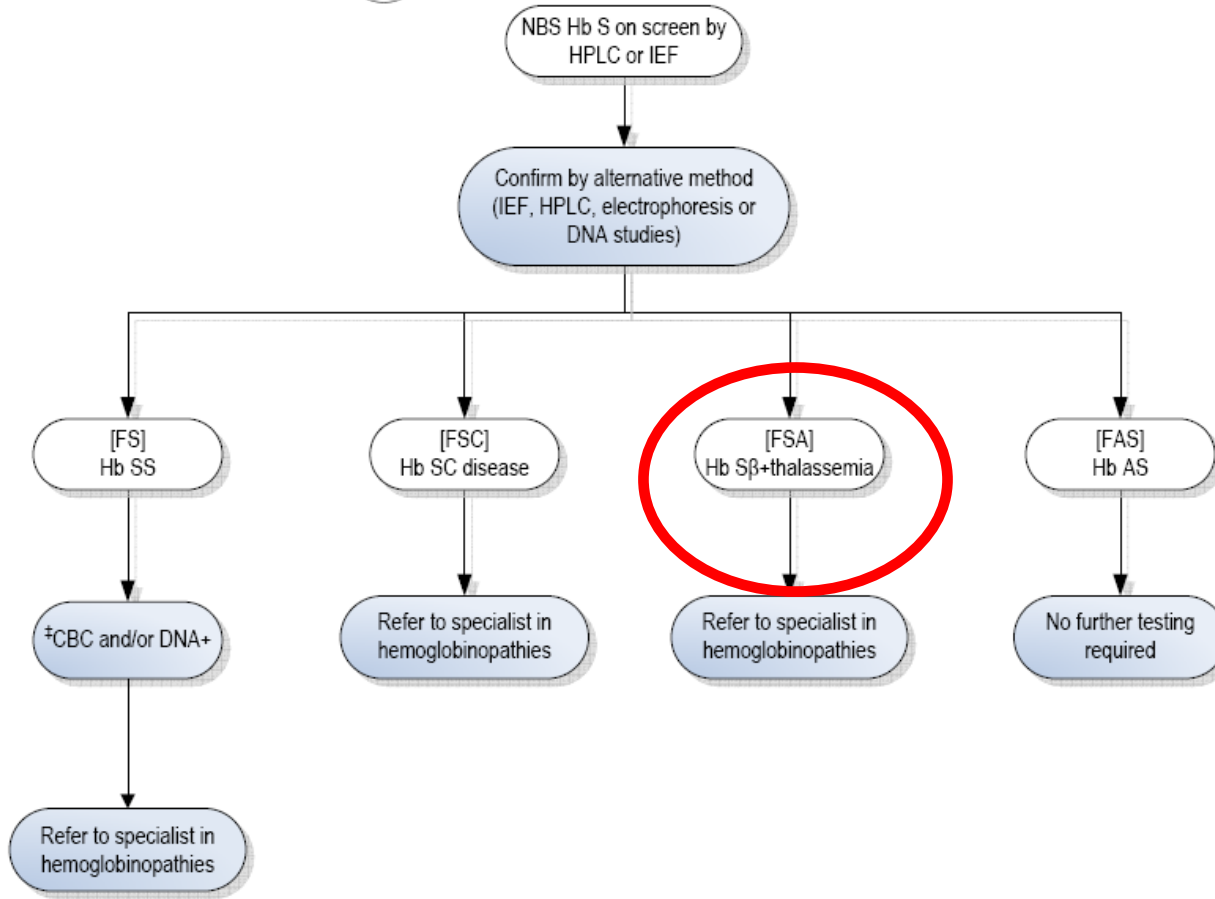 NBS Hb S on screen by
HPLC or IEF
Confirm by alternative method
(IEF, HPLC, electrophoresis or
DNA studies)
[FS]
Hb SS
[FSC]
Hb SC disease
[FSA]
Hb Sβ+thalassemia
[FAS]
Hb AS
‡CBC and/or DNA+
Refer to specialist in
hemoglobinopathies
Refer to specialist in
hemoglobinopathies
No further testing
required
Refer to specialist in
hemoglobinopathies